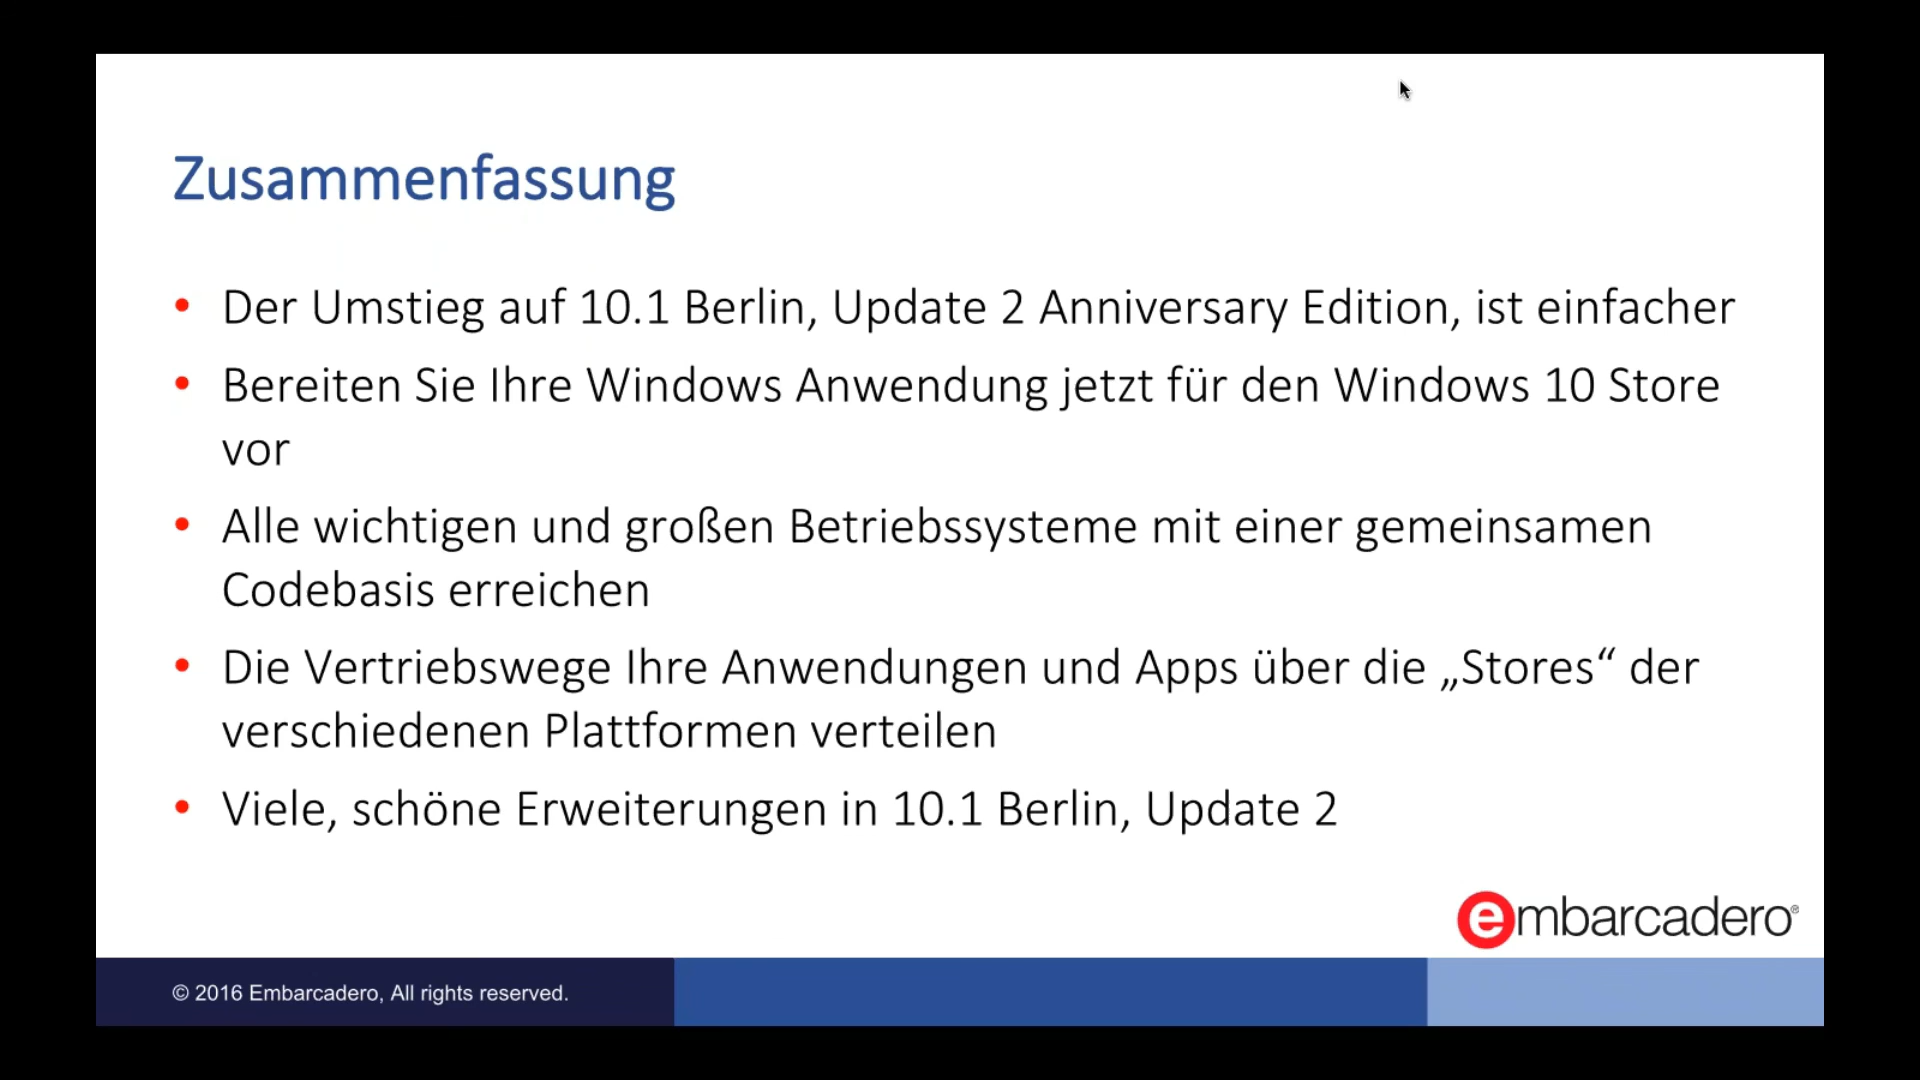 Zusammenfassung
• Der Umstieg auf 10.1 Berlin, Update 2 Anniversary Edition, ist einfacher
• Bereiten Sie Ihre Windows Anwendung jetzt für den Windows 10 Store
vor
• Alle wichtigen und großen Betriebssysteme mit einer gemeinsamen
Codebasis erreichen
• Die Vertriebswege Ihre Anwendungen und Apps über die „Stores“ der
verschiedenen Plattformen verteilen
• Viele, schöne Erweiterungen in 10.1 Berlin, Update 2
embarcadero®
© 2016 Embarcadero, All rights reserved.